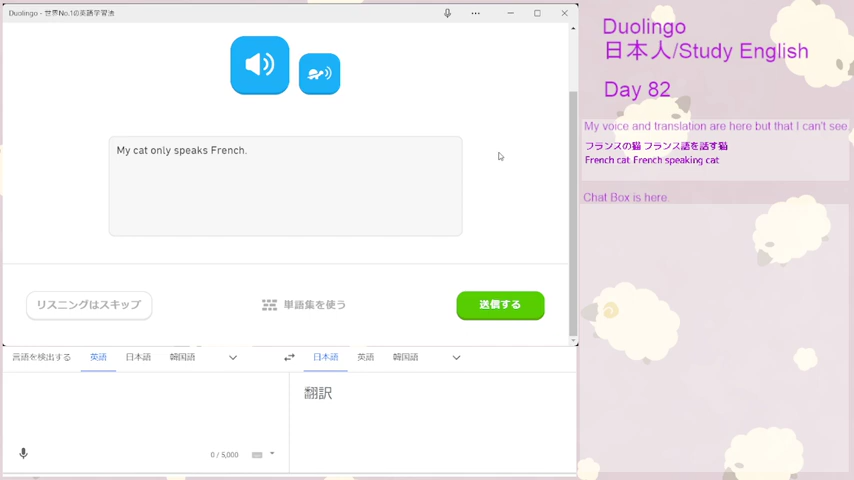 Duolingo - 世界No.1の英語学習法
My cat only speaks French.
リスニングはスキップ
単語集を使う
送信する
言語を検出する 英語 日本語 韓国語
日本語 英語 韓国語
翻訳
0 / 5,000
Duolingo
日本人/Study English
Day 82
My voice and translation are here but that I can't see
フランスの猫 フランス語を話す猫
French cat French speaking cat
Chat Box is here.